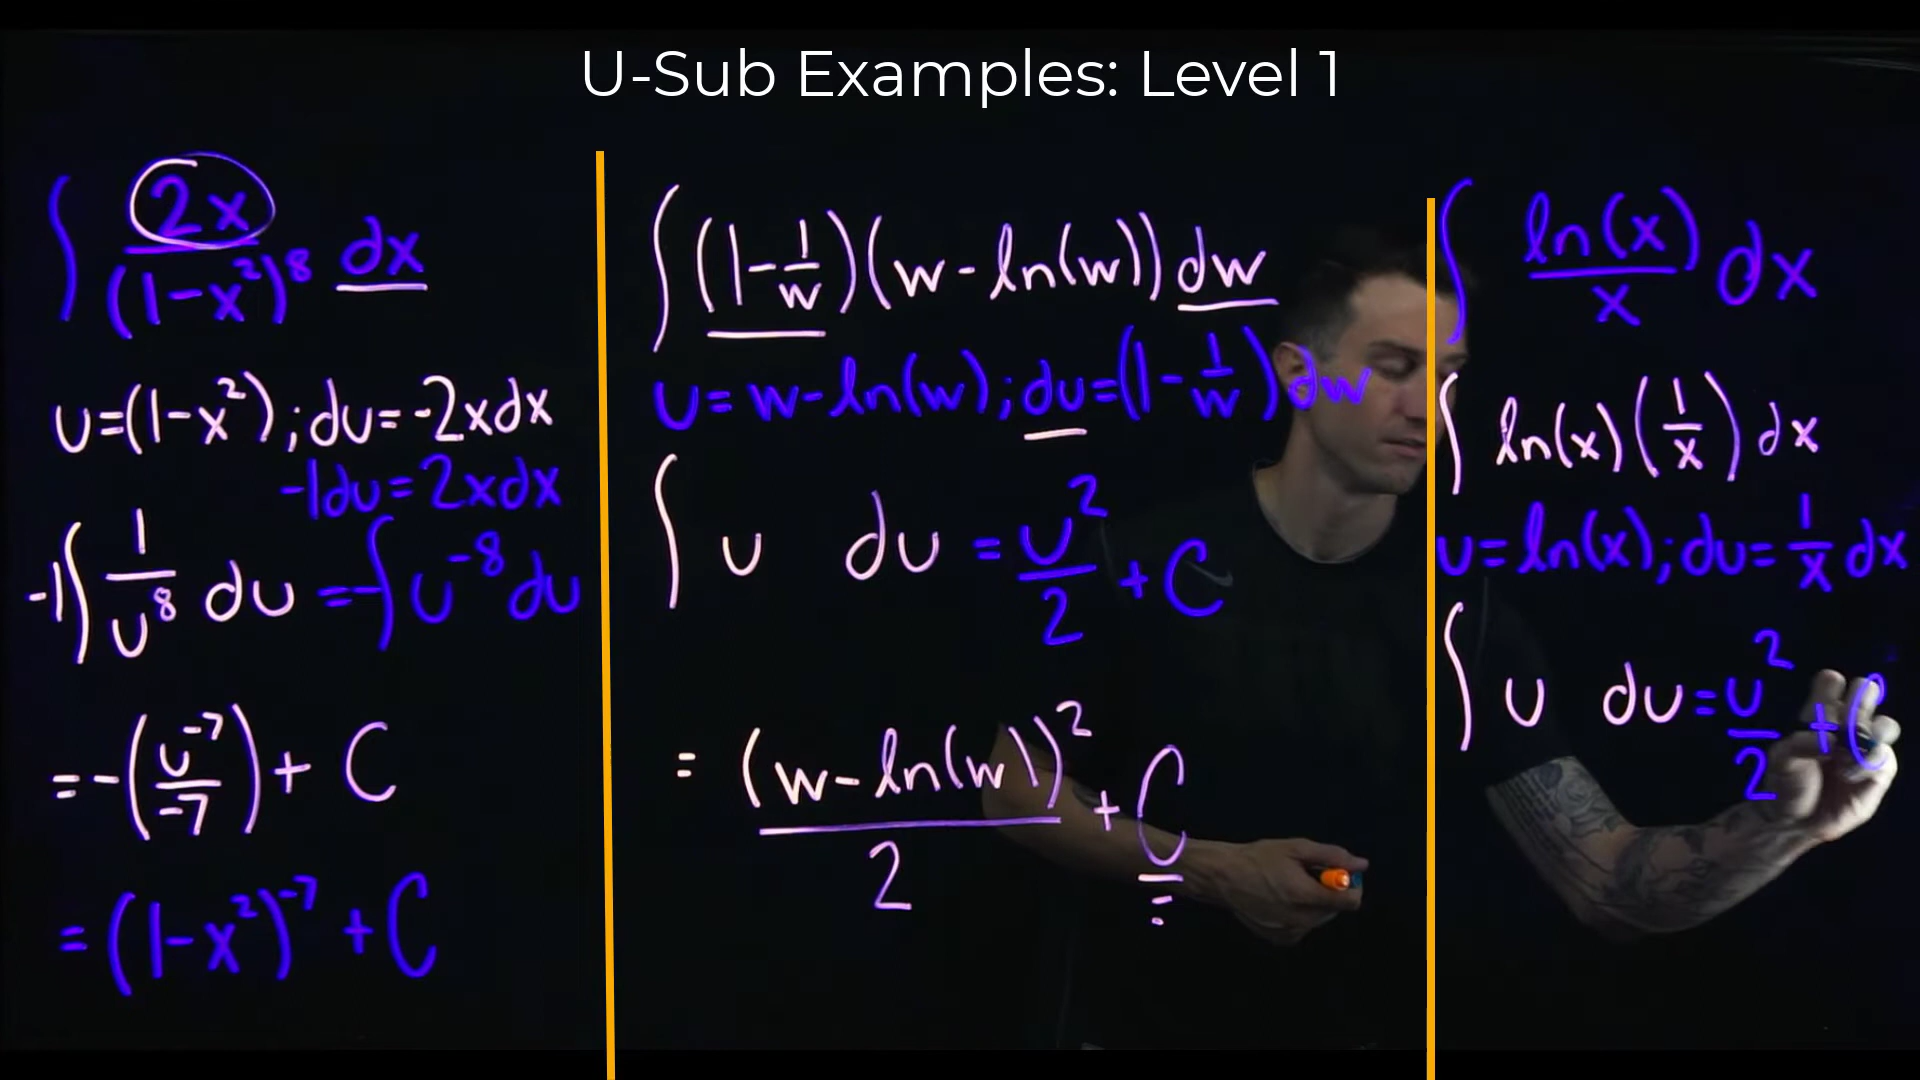 U-Sub Examples: Level 1
∫ 2x/(1-x²)⁸ dx
u=(1-x²); du=-2xdx
-1du=2xdx
-1∫ 1/u⁸ du = -∫ u⁻⁸ du
= -(u⁻⁷/-7) + C
= (1-x²)⁻⁷ + C
∫ (1-1/w)(w-ln(w)) dw
u=w-ln(w); du=(1-1/w)dw
∫ u du = u²/2 + C
= (w-ln(w))²/2 + C
∫ ln(x)/x dx
∫ ln(x)(1/x) dx
u=ln(x); du=1/x dx
∫ u du = u²/2 + C